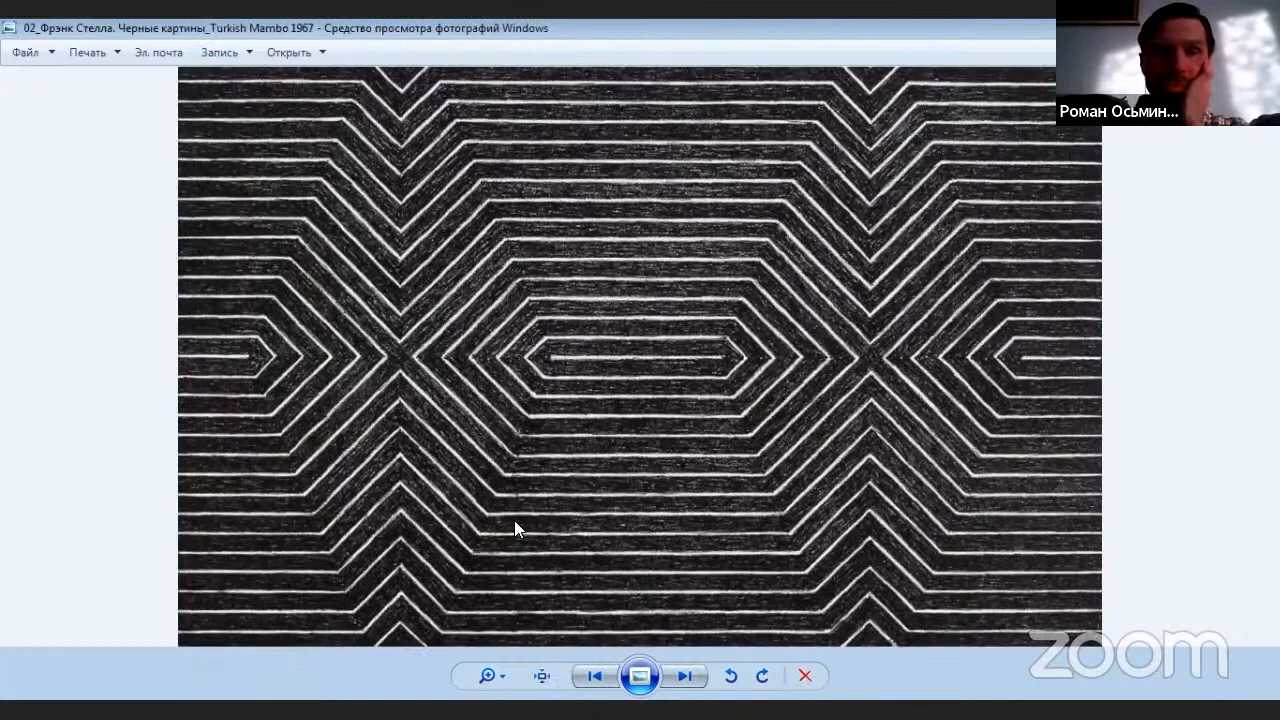 02_Фрэнк Стелла. Черные картины_Turkish Mambo 1967 - Средство просмотра фотографий Windows
Файл Печать Эл. почта Запись Открыть
Роман Осьмин...
zoom